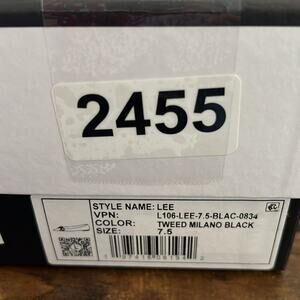 2455
STYLE NAME: LEE
VPN: L106-LEE-7.5-BLAC-0834
COLOR: TWEED MILANO BLACK
SIZE: 7.5